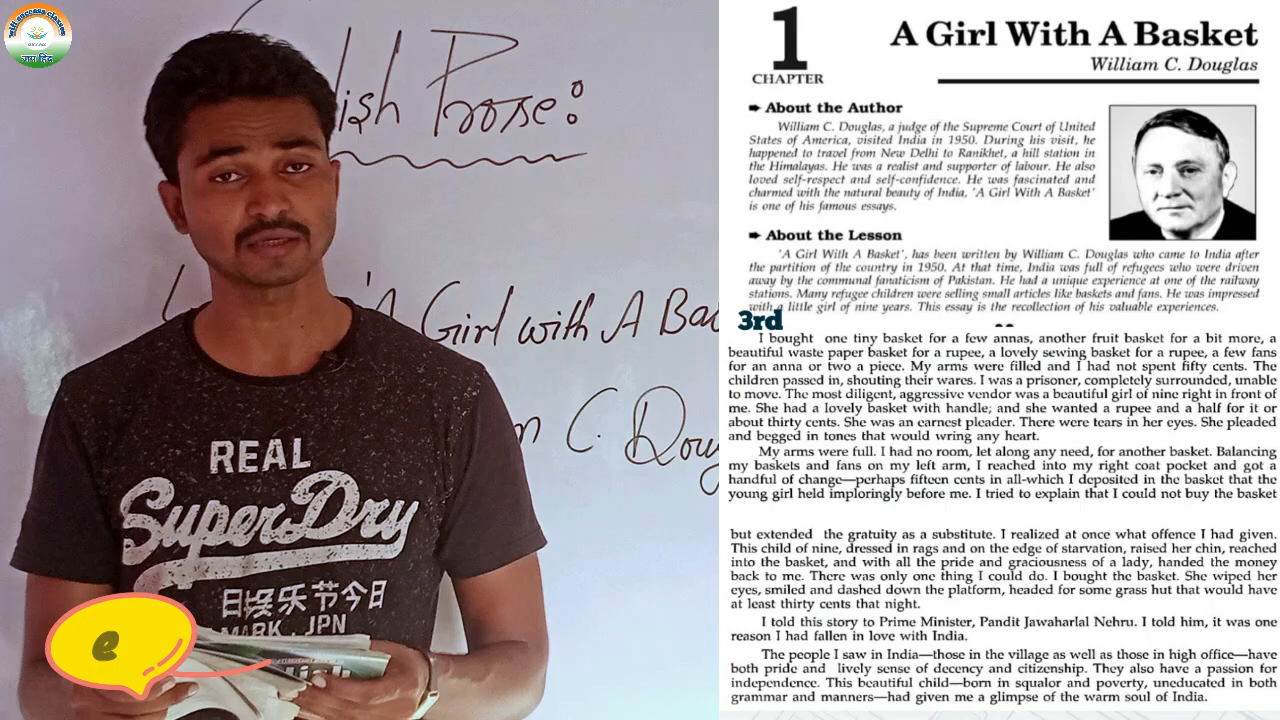 with success classes
जय हिंद
lish Prose:
'A Girl with A Bas
m C. Doug
REAL
SuperDry
日娱乐节今日
MARK . JPN
e
1
CHAPTER
A Girl With A Basket
William C. Douglas
About the Author
William C. Douglas, a judge of the Supreme Court of United
States of America, visited India in 1950. During his visit, he
happened to travel from New Delhi to Ranikhet, a hill station in
the Himalayas. He was a realist and supporter of labour. He also
loved self-respect and self-confidence. He was fascinated and
charmed with the natural beauty of India, 'A Girl With A Basket'
is one of his famous essays.
About the Lesson
'A Girl With A Basket', has been written by William C. Douglas who came to India after
the partition of the country in 1950. At that time, India was full of refugees who were driven
away by the communal fanaticism of Pakistan. He had a unique experience at one of the railway
stations. Many refugee children were selling small articles like baskets and fans. He was impressed
with a little girl of nine years. This essay is the recollection of his valuable experiences.
3rd
I bought one tiny basket for a few annas, another fruit basket for a bit more, a
beautiful waste paper basket for a rupee, a lovely sewing basket for a rupee, a few fans
for an anna or two a piece. My arms were filled and I had not spent fifty cents. The
children passed in, shouting their wares. I was a prisoner, completely surrounded, unable
to move. The most diligent, aggressive vendor was a beautiful girl of nine right in front of
me. She had a lovely basket with handle; and she wanted a rupee and a half for it or
about thirty cents. She was an earnest pleader. There were tears in her eyes. She pleaded
and begged in tones that would wring any heart.
My arms were full. I had no room, let along any need, for another basket. Balancing
my baskets and fans on my left arm, I reached into my right coat pocket and got a
handful of change—perhaps fifteen cents in all-which I deposited in the basket that the
young girl held imploringly before me. I tried to explain that I could not buy the basket
but extended the gratuity as a substitute. I realized at once what offence I had given.
This child of nine, dressed in rags and on the edge of starvation, raised her chin, reached
into the basket, and with all the pride and graciousness of a lady, handed the money
back to me. There was only one thing I could do. I bought the basket. She wiped her
eyes, smiled and dashed down the platform, headed for some grass hut that would have
at least thirty cents that night.
I told this story to Prime Minister, Pandit Jawaharlal Nehru. I told him, it was one
reason I had fallen in love with India.
The people I saw in India—those in the village as well as those in high office—have
both pride and lively sense of decency and citizenship. They also have a passion for
independence. This beautiful child—born in squalor and poverty, uneducated in both
grammar and manners—had given me a glimpse of the warm soul of India.